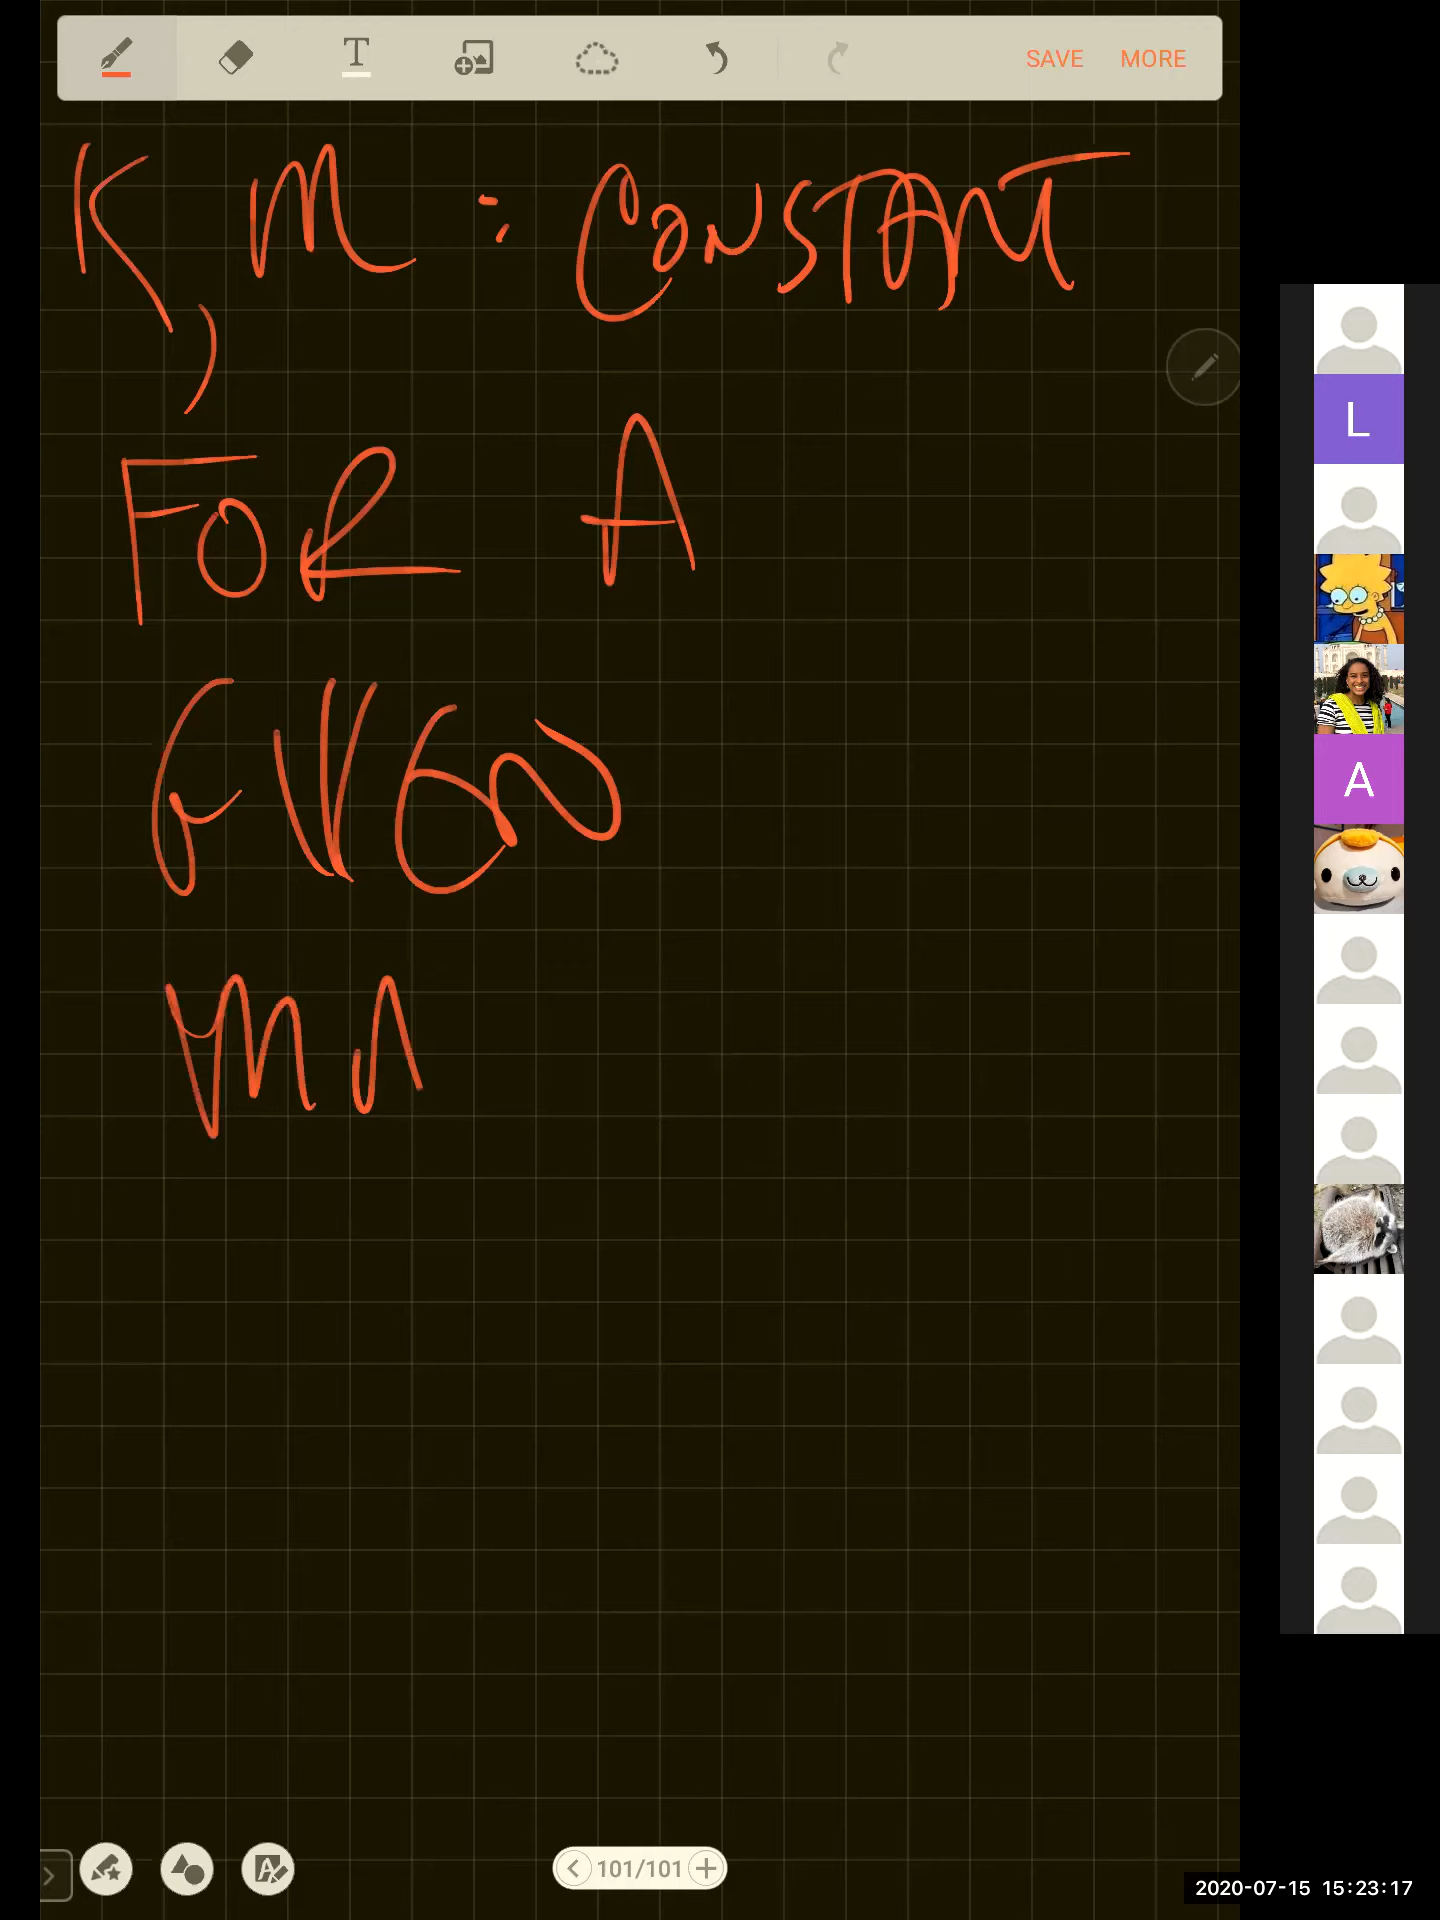 T
SAVE MORE
K, M : CONSTANT
FOR A
GIVEN
L
A
101/101
2020-07-15 15:23:17